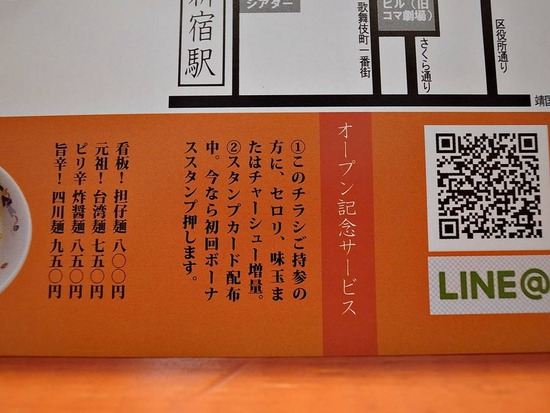 新宿駅
シアター
歌舞伎町一番街
ビル(旧
コマ劇場)
さくら通り
区役所通り
靖国
オープン記念サービス
①このチラシご持参の
方に、セロリ、味玉ま
たはチャーシュー増量。
②スタンプカード配布
中。今なら初回ボーナ
ススタンプ押します。
看板!担仔麺 八〇〇円
元祖!台湾麺 七五〇円
ピリ辛 炸醤麺 八五〇円
旨辛!四川麺 九五〇円
LINE@